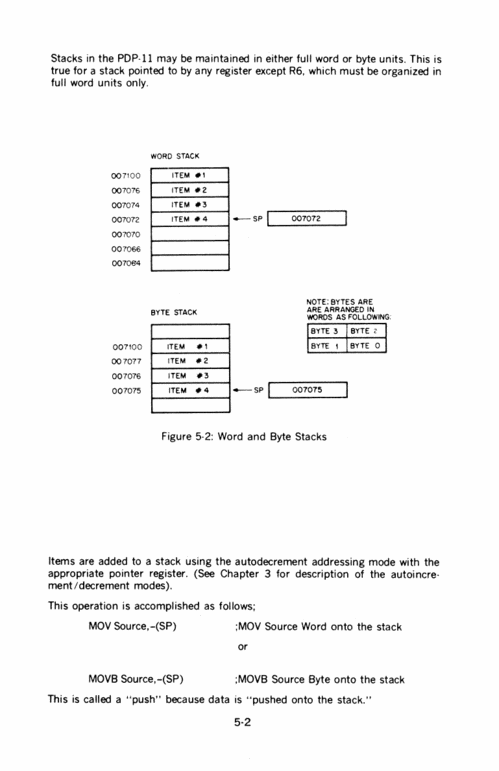 Stacks in the PDP-11 may be maintained in either full word or byte units. This is
true for a stack pointed to by any register except R6, which must be organized in
full word units only.
WORD STACK
007100 ITEM #1
007076 ITEM #2
007074 ITEM #3
007072 ITEM #4 SP 007072
007070
007066
007064
BYTE STACK
NOTE: BYTES ARE
ARE ARRANGED IN
WORDS AS FOLLOWING:
BYTE 3 BYTE 2
BYTE 1 BYTE 0
007100 ITEM #1
007077 ITEM #2
007076 ITEM #3
007075 ITEM #4 SP 007075
Figure 5-2: Word and Byte Stacks
Items are added to a stack using the autodecrement addressing mode with the
appropriate pointer register. (See Chapter 3 for description of the autoincre-
ment/decrement modes).
This operation is accomplished as follows;
MOV Source,-(SP) ;MOV Source Word onto the stack
or
MOVB Source,-(SP) ;MOVB Source Byte onto the stack
This is called a "push" because data is "pushed onto the stack."
5-2